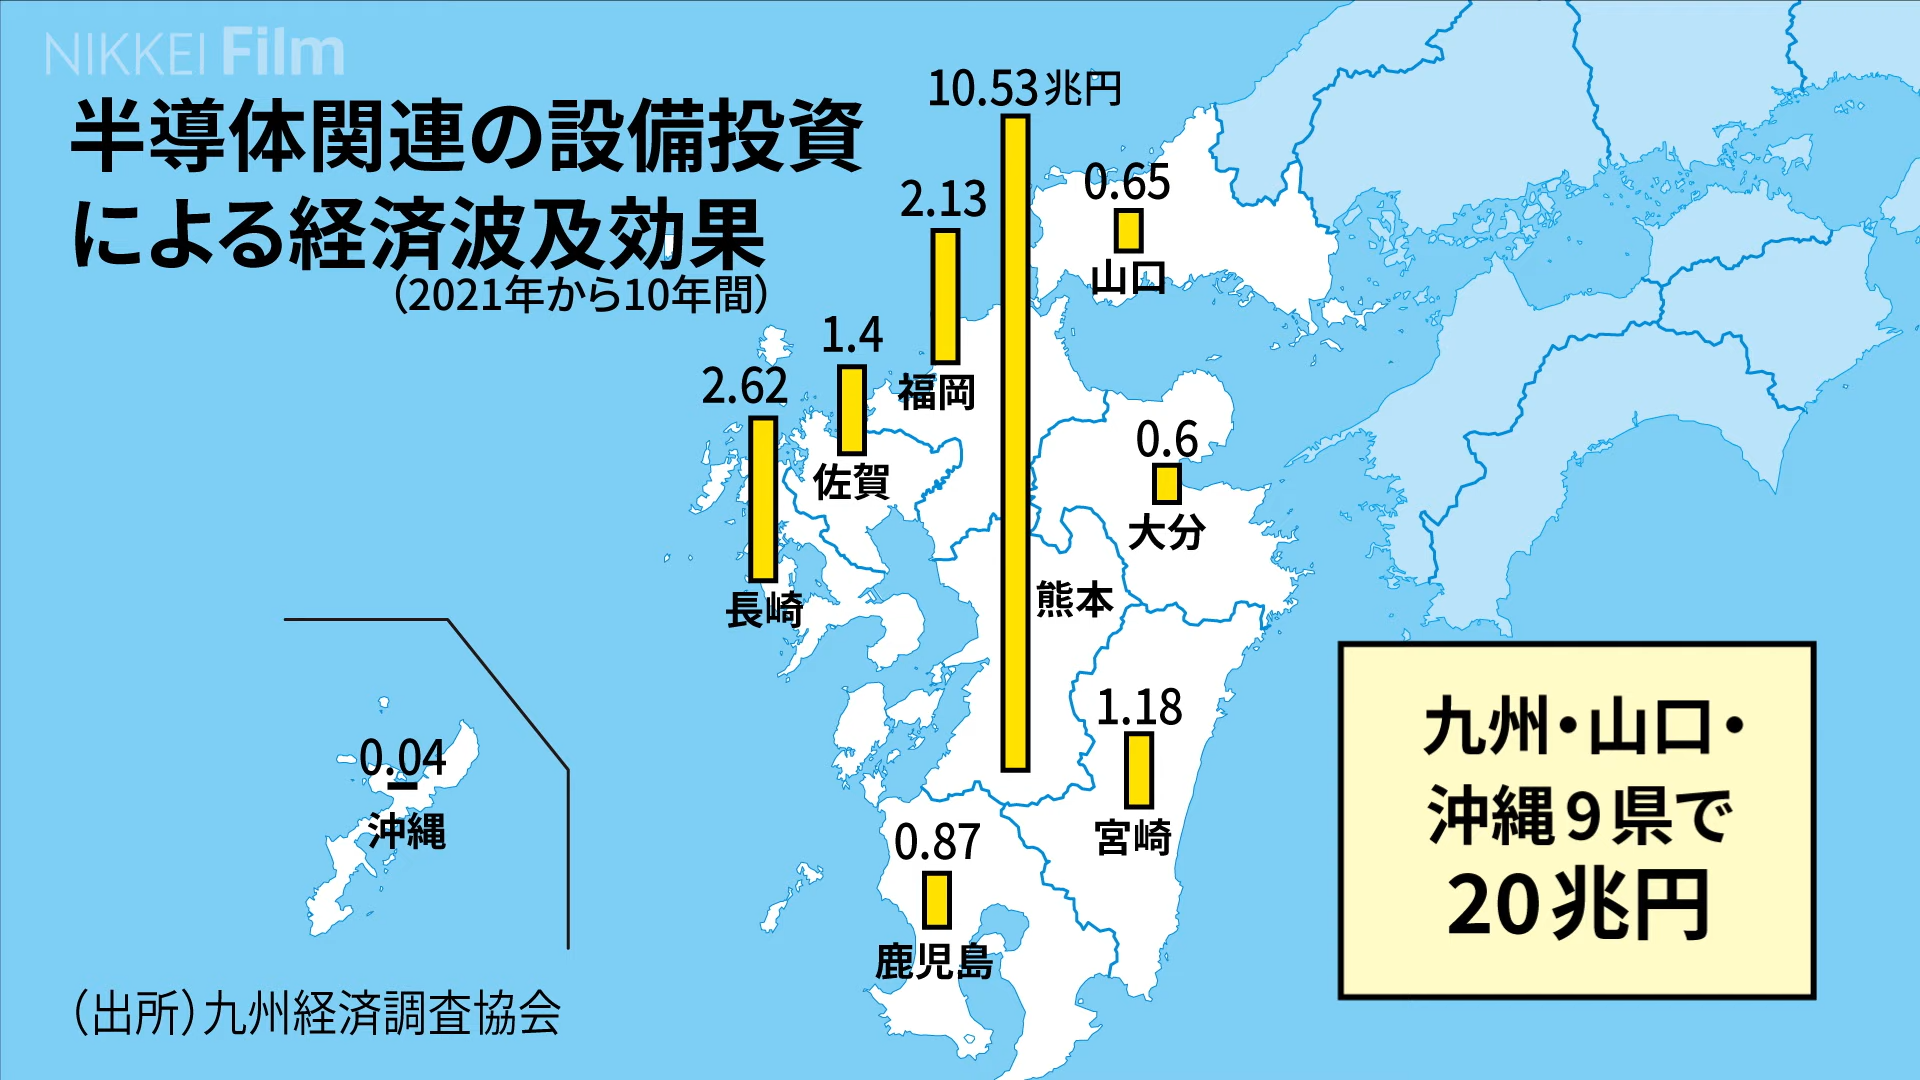 NIKKEI Film
半導体関連の設備投資
による経済波及効果
（2021年から10年間）
10.53兆円
熊本
0.65
山口
2.13
福岡
1.4
佐賀
2.62
長崎
0.6
大分
1.18
宮崎
0.87
鹿児島
0.04
沖縄
九州・山口・
沖縄9県で
20兆円
（出所）九州経済調査協会